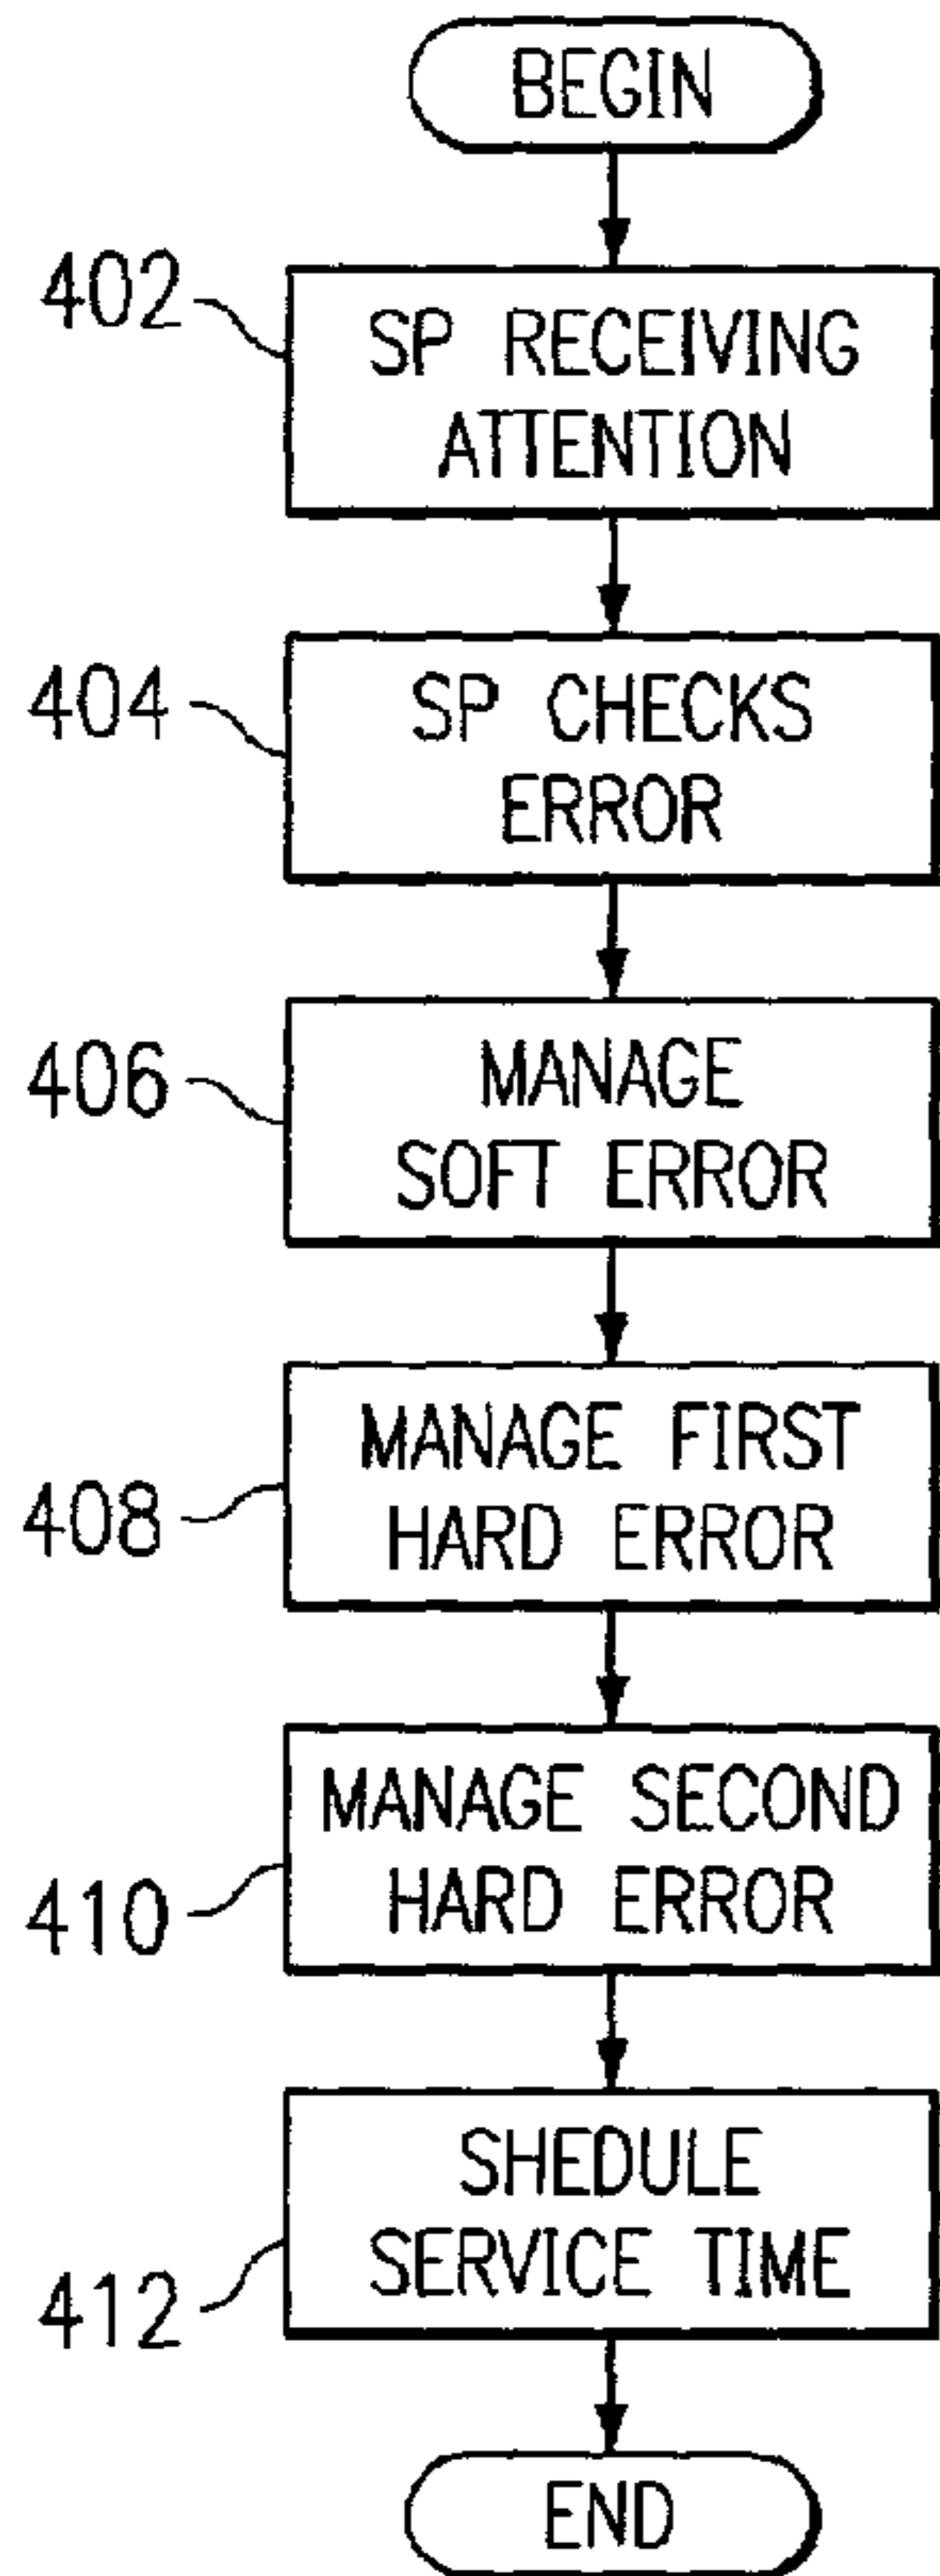 BEGIN
402
SP RECEIVING
ATTENTION
404
SP CHECKS
ERROR
406
MANAGE
SOFT ERROR
408
MANAGE FIRST
HARD ERROR
410
MANAGE SECOND
HARD ERROR
412
SHEDULE
SERVICE TIME
END